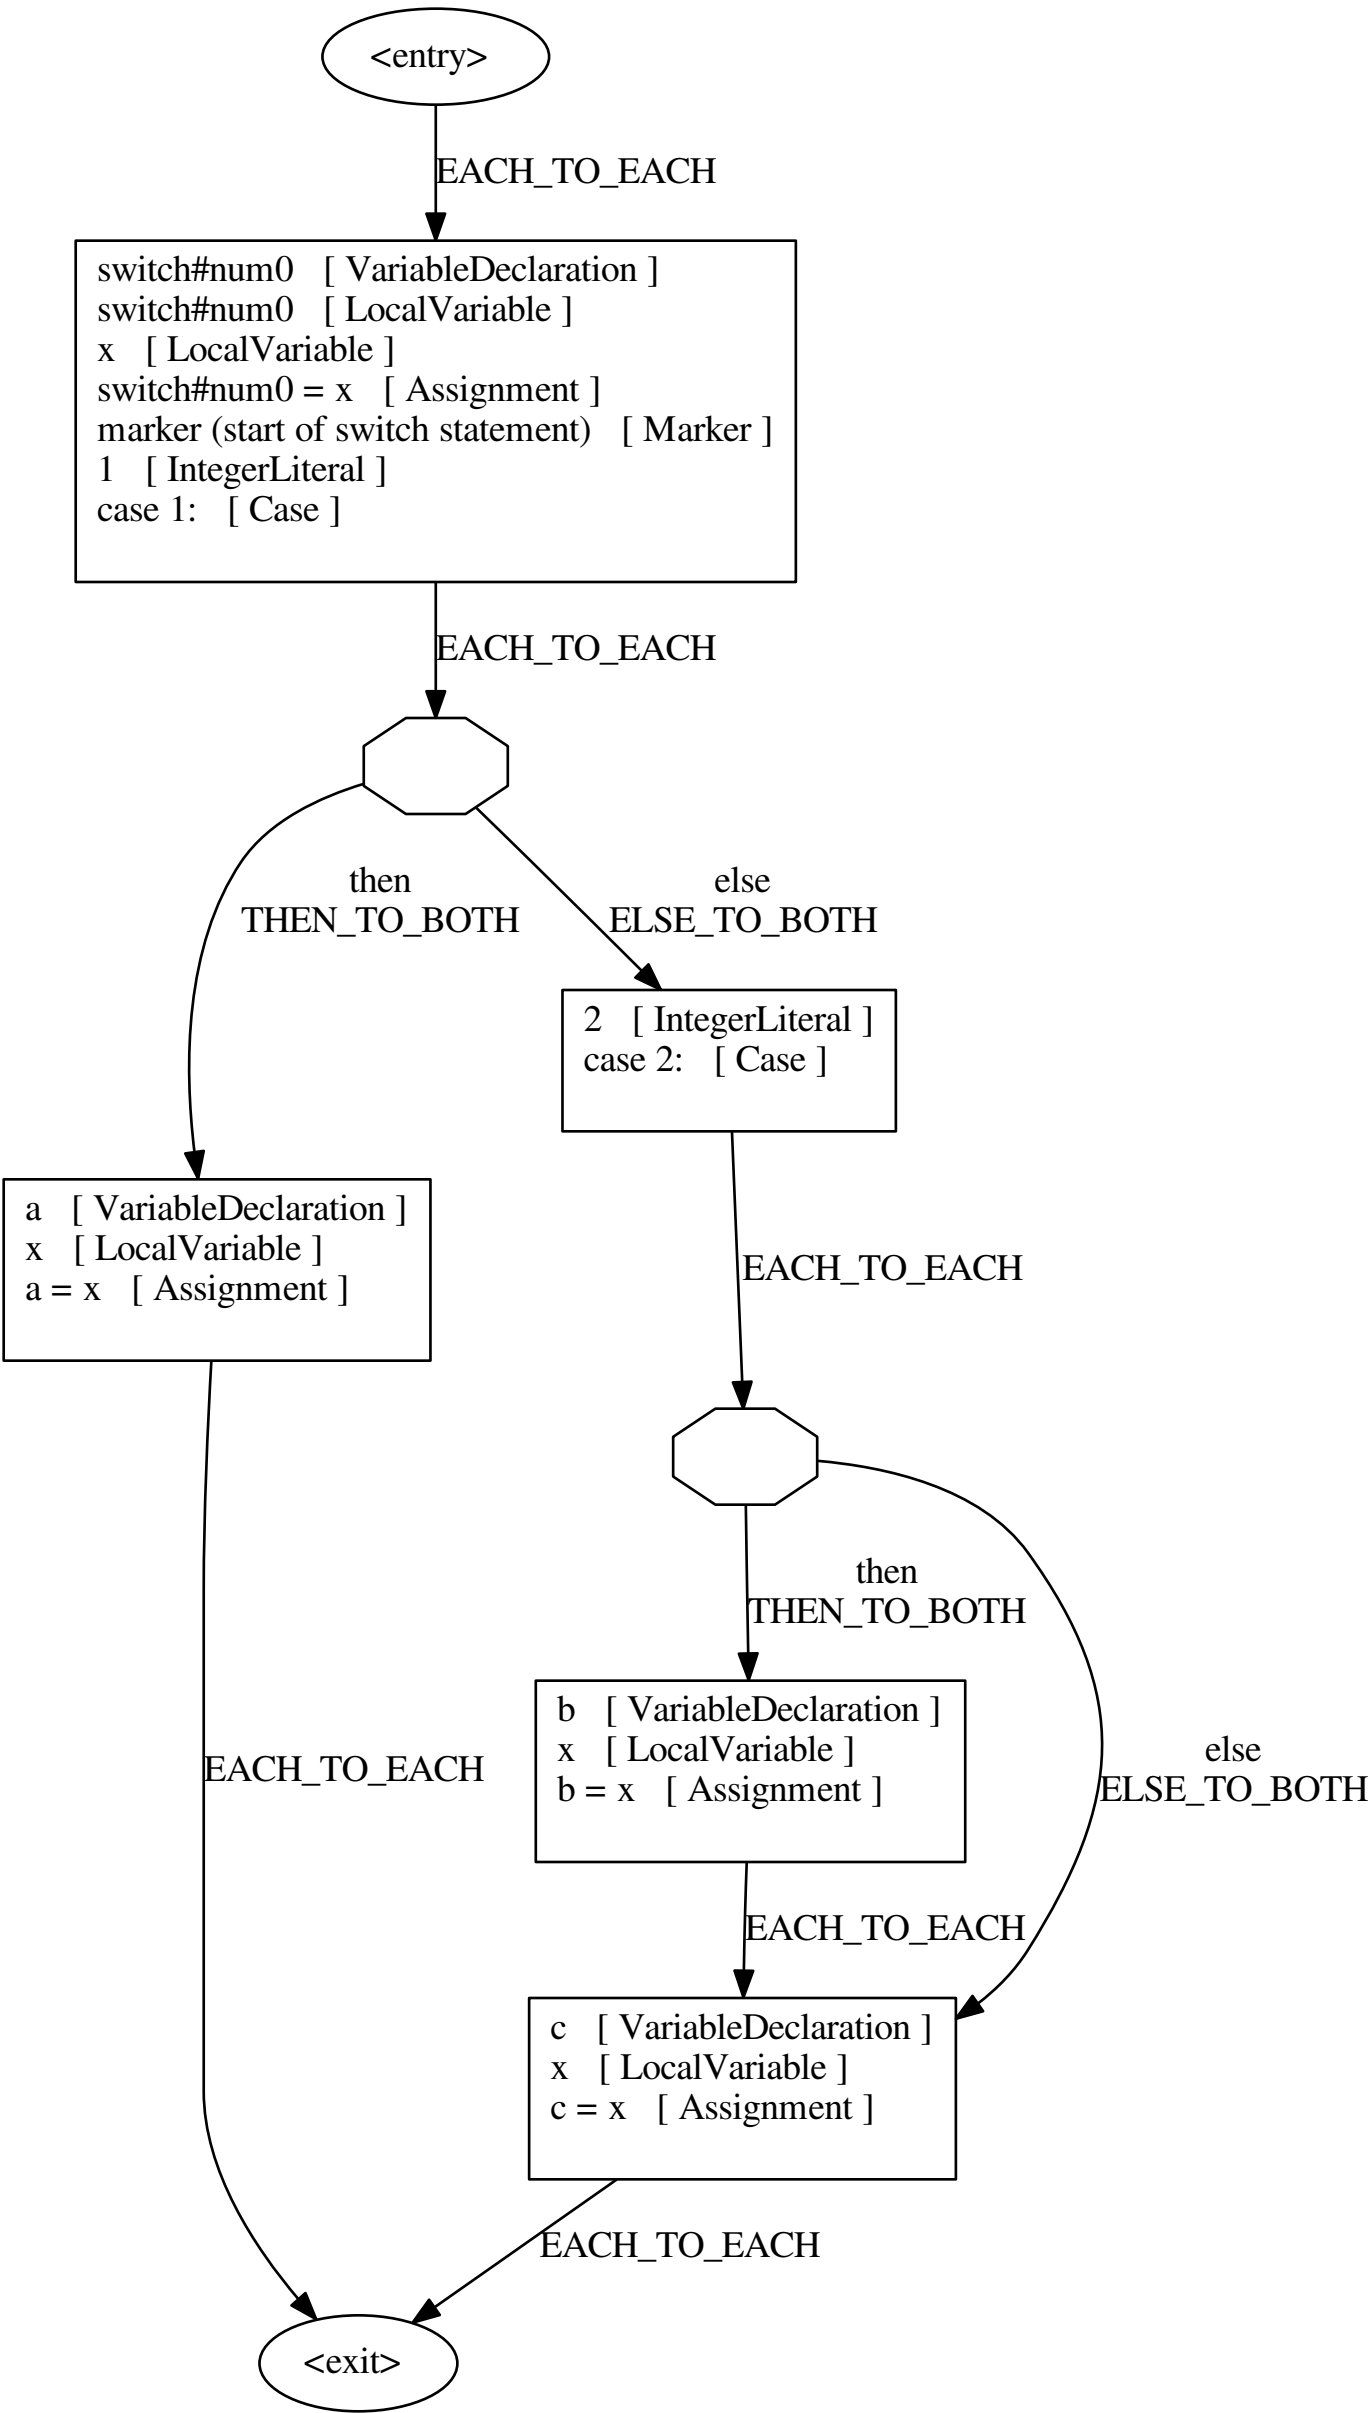 <entry>
EACH_TO_EACH
switch#num0 [ VariableDeclaration ]
switch#num0 [ LocalVariable ]
x [ LocalVariable ]
switch#num0 = x [ Assignment ]
marker (start of switch statement) [ Marker ]
1 [ IntegerLiteral ]
case 1: [ Case ]
EACH_TO_EACH
then
THEN_TO_BOTH
else
ELSE_TO_BOTH
2 [ IntegerLiteral ]
case 2: [ Case ]
a [ VariableDeclaration ]
x [ LocalVariable ]
a = x [ Assignment ]
EACH_TO_EACH
then
THEN_TO_BOTH
b [ VariableDeclaration ]
x [ LocalVariable ]
b = x [ Assignment ]
EACH_TO_EACH
else
ELSE_TO_BOTH
EACH_TO_EACH
c [ VariableDeclaration ]
x [ LocalVariable ]
c = x [ Assignment ]
EACH_TO_EACH
<exit>